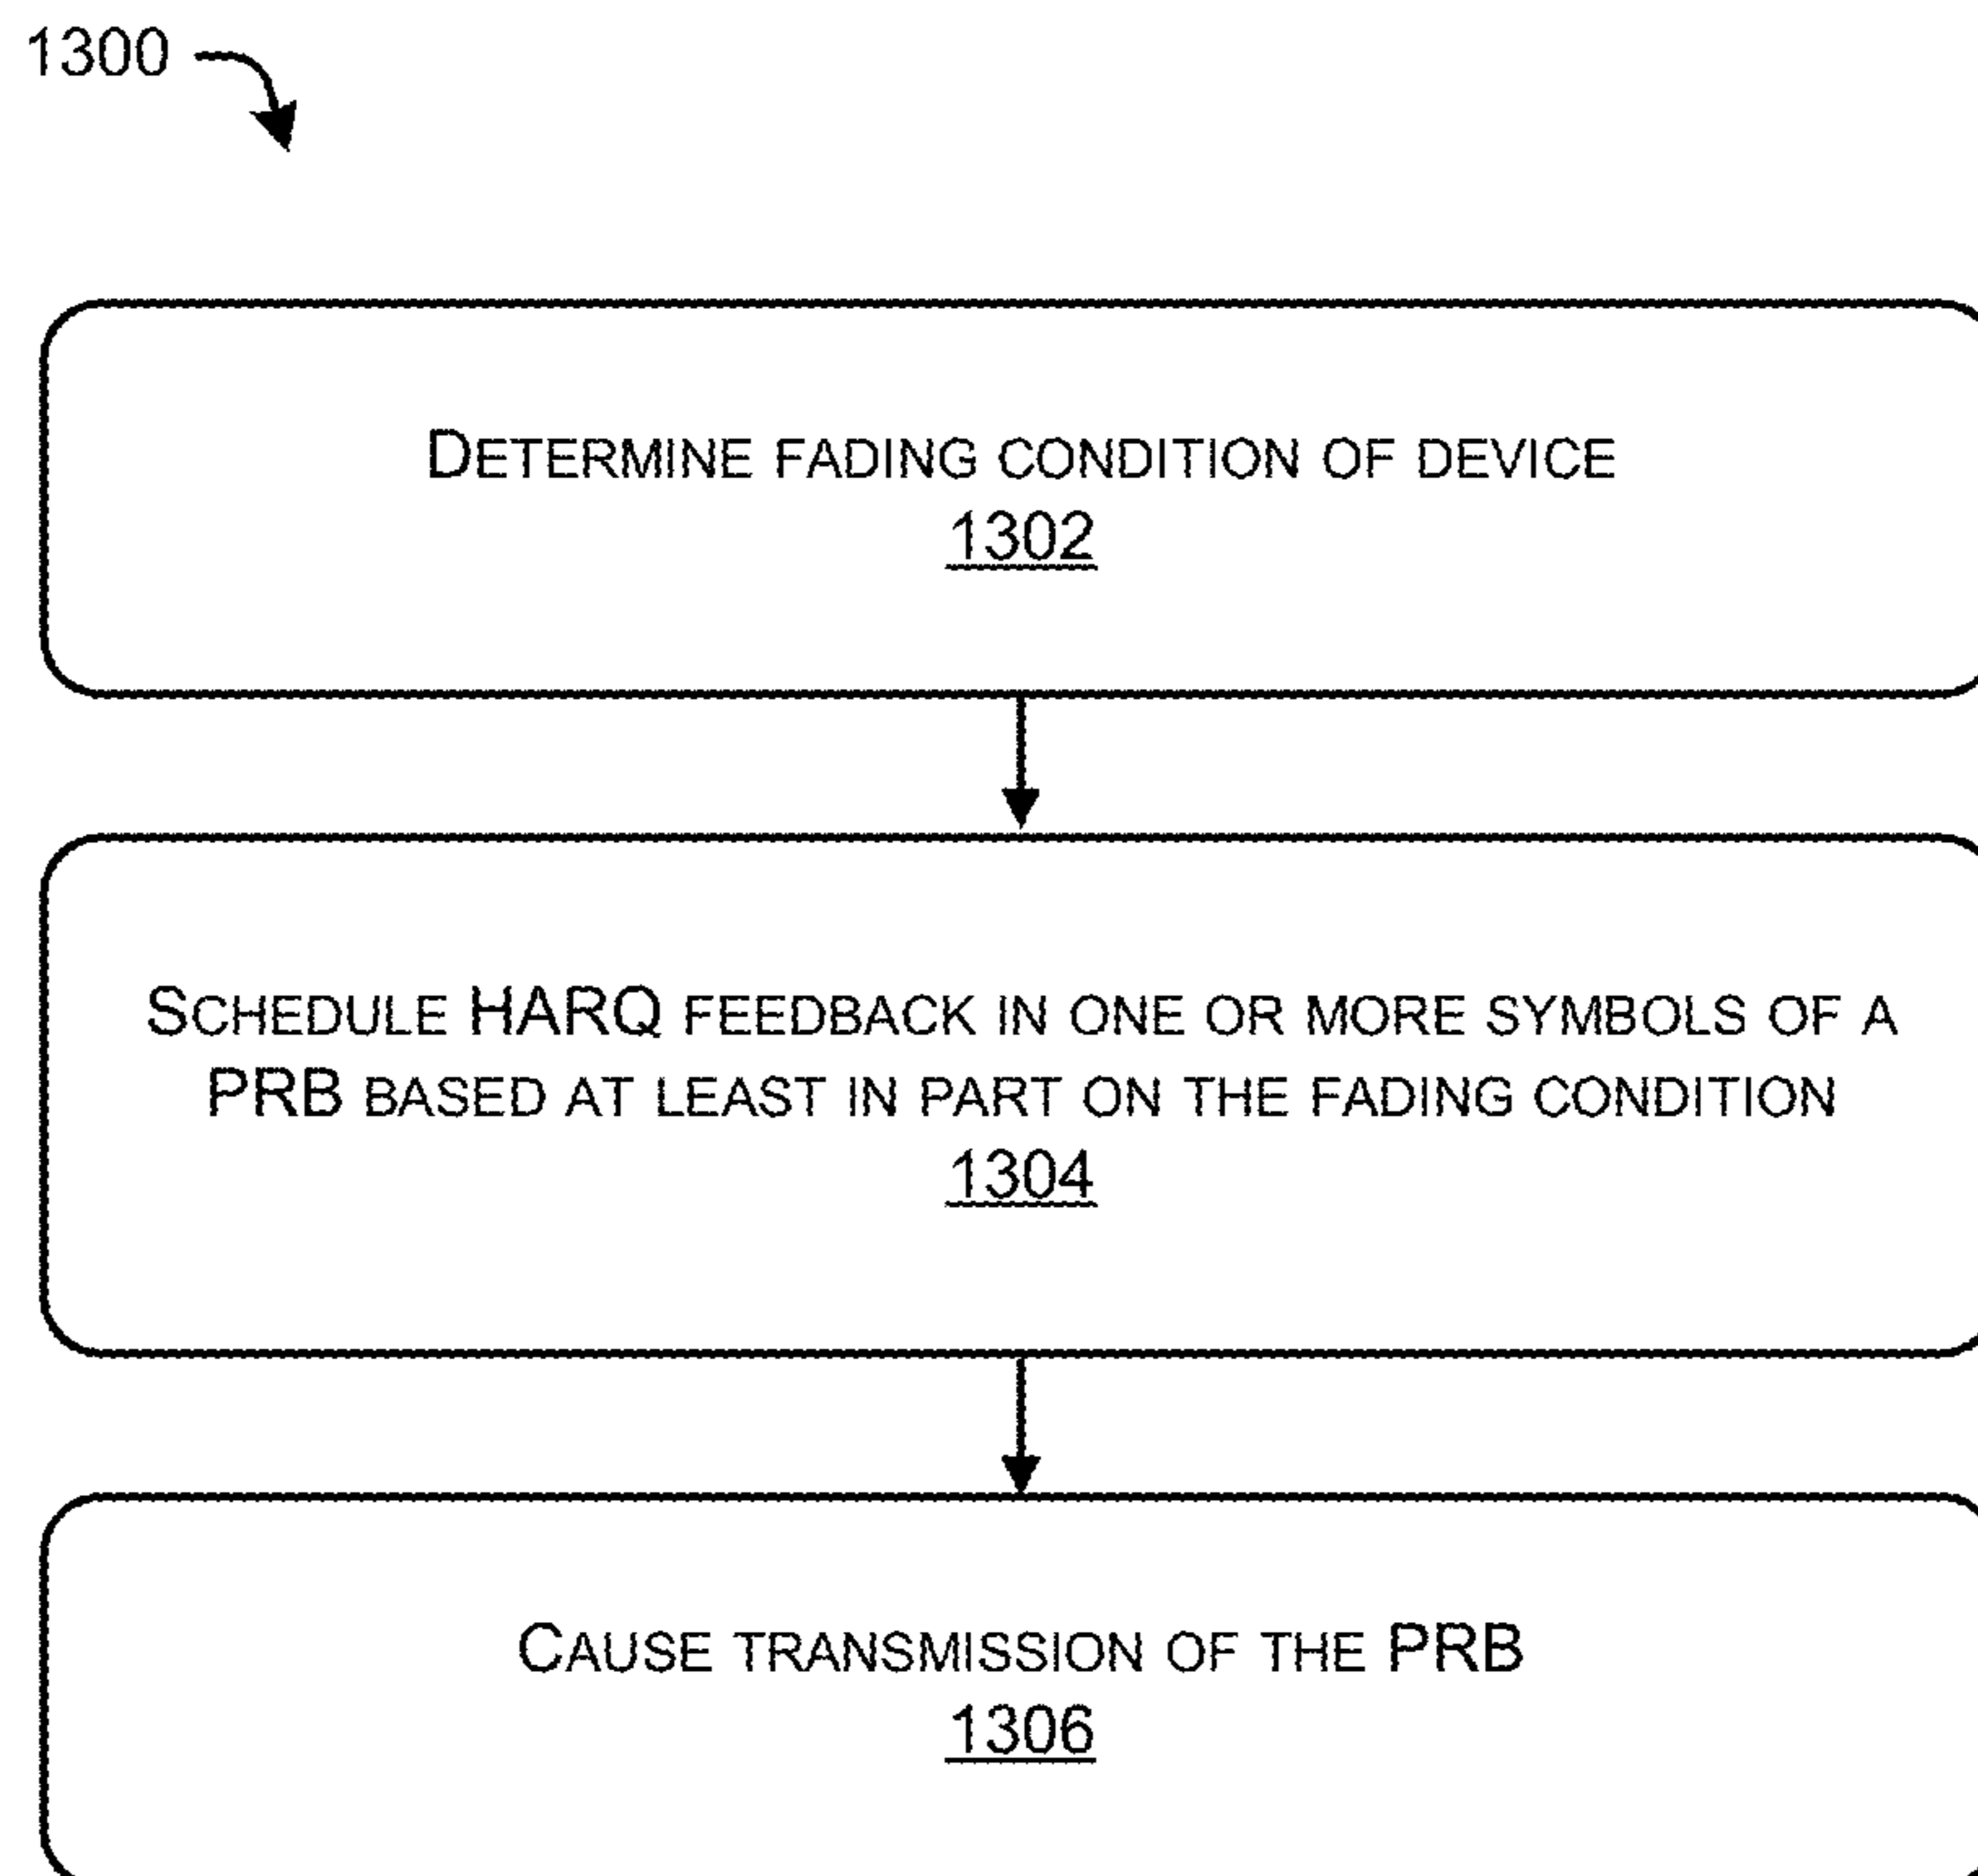 1300
Determine fading condition of device
1302
Schedule HARQ feedback in one or more symbols of a
PRB based at least in part on the fading condition
1304
Cause transmission of the PRB
1306